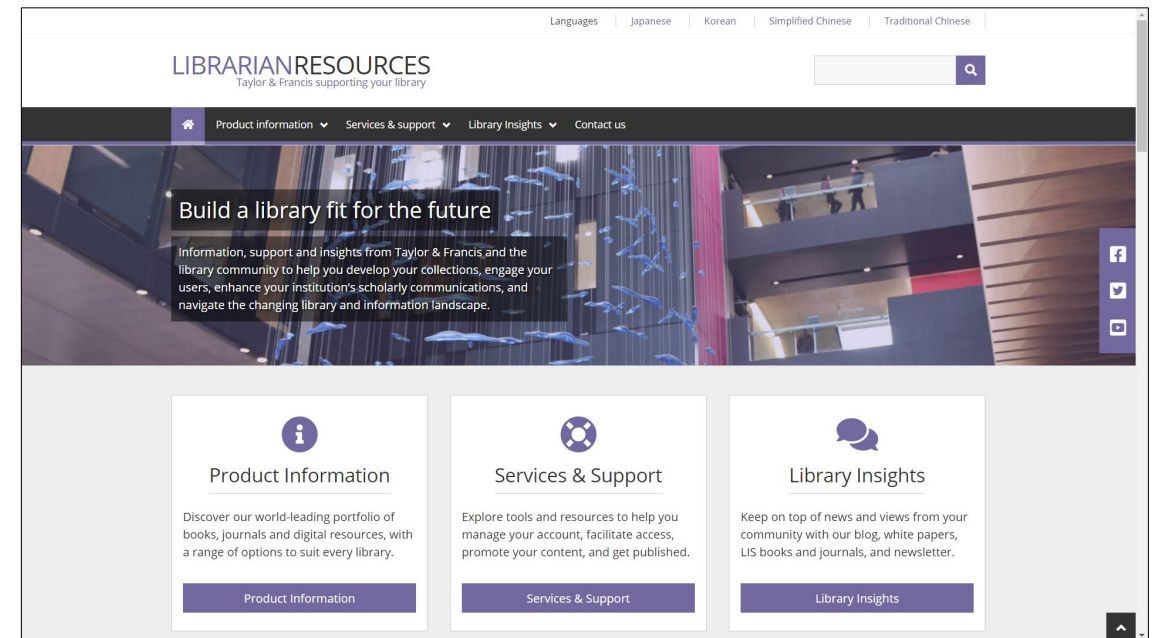 Languages Japanese Korean Simplified Chinese Traditional Chinese
LIBRARIANRESOURCES
Taylor & Francis supporting your library
Product information Services & support Library Insights Contact us
Build a library fit for the future
Information, support and insights from Taylor & Francis and the
library community to help you develop your collections, engage your
users, enhance your institution's scholarly communications, and
navigate the changing library and information landscape.
Product Information
Discover our world-leading portfolio of
books, journals and digital resources, with
a range of options to suit every library.
Product Information
Services & Support
Explore tools and resources to help you
manage your account, facilitate access,
promote your content, and get published.
Services & Support
Library Insights
Keep on top of news and views from your
community with our blog, white papers,
LIS books and journals, and newsletter.
Library Insights